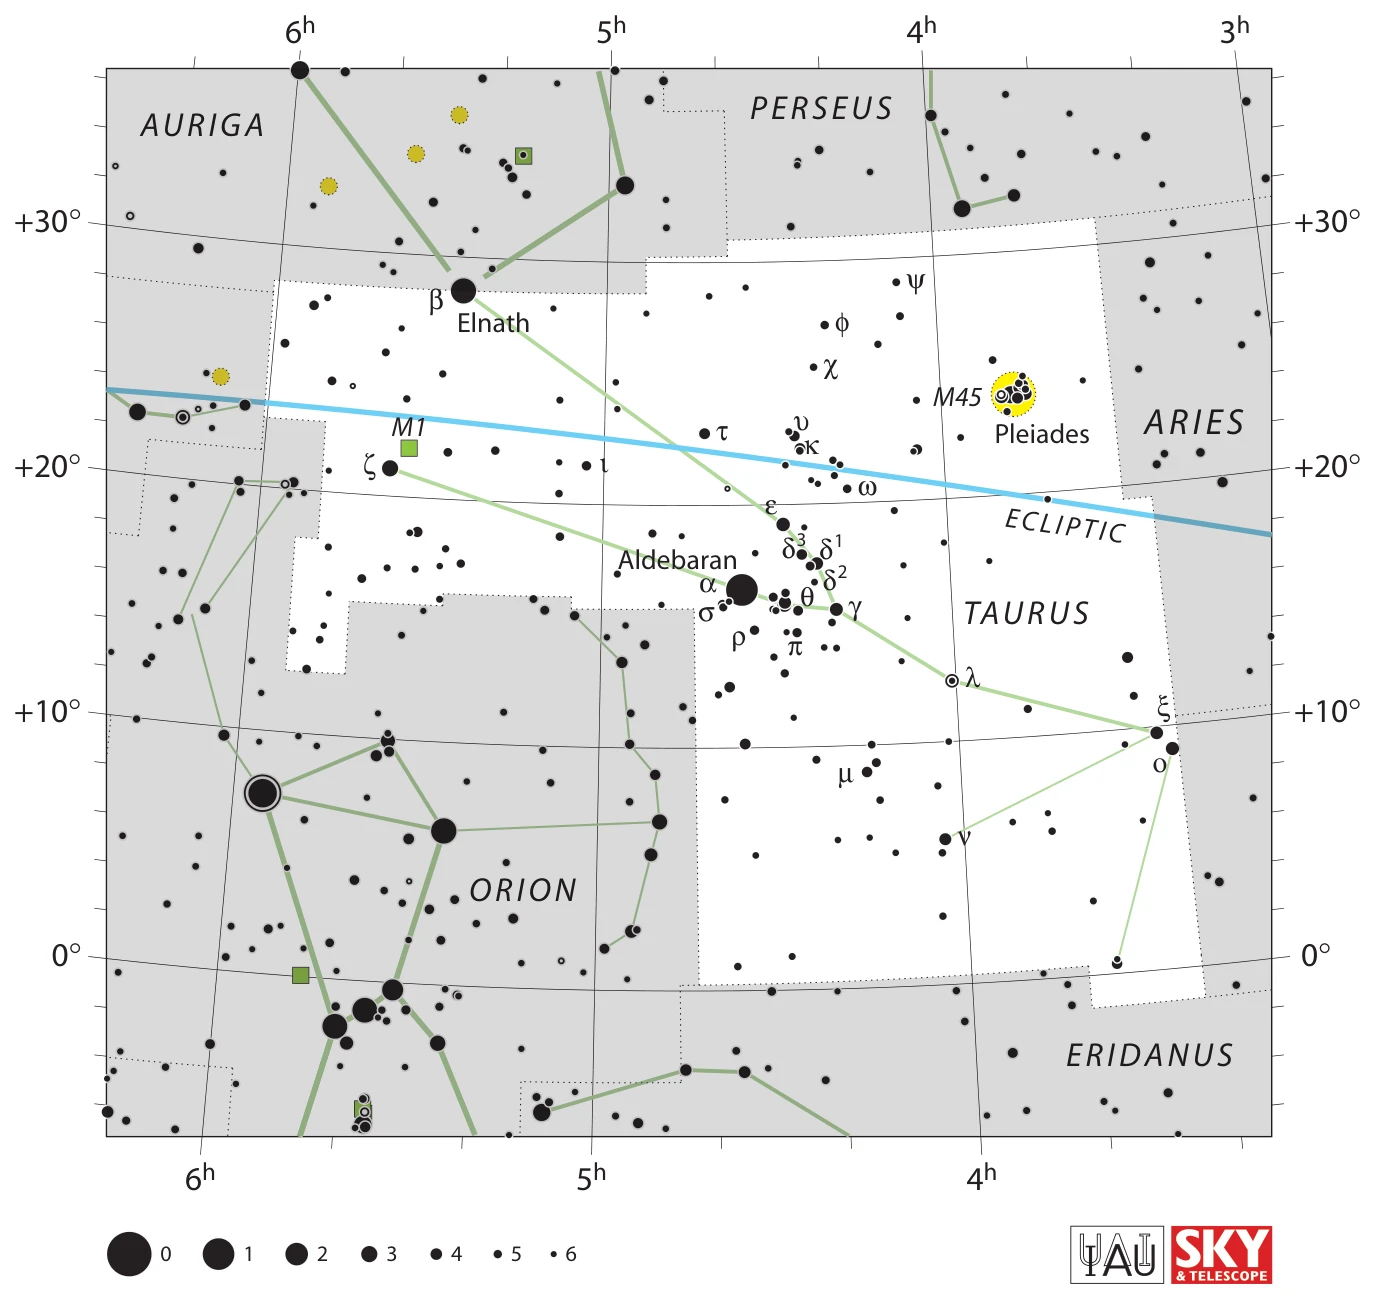 6h 5h 4h 3h
AURIGA
PERSEUS
+30° +30°
ψ
β
Elnath
ϕ
χ
M45
Pleiades
ARIES
M1
τ
υ
κ
ζ
ι
+20° +20°
ω
ε
ECLIPTIC
δ3 δ1
Aldebaran
δ2
α
θ
σ
γ
TAURUS
ρ
π
λ
+10° +10°
ξ
ο
μ
ν
ORION
0° 0°
ERIDANUS
6h 5h 4h
0 1 2 3 4 5 6
IAU
SKY
& TELESCOPE